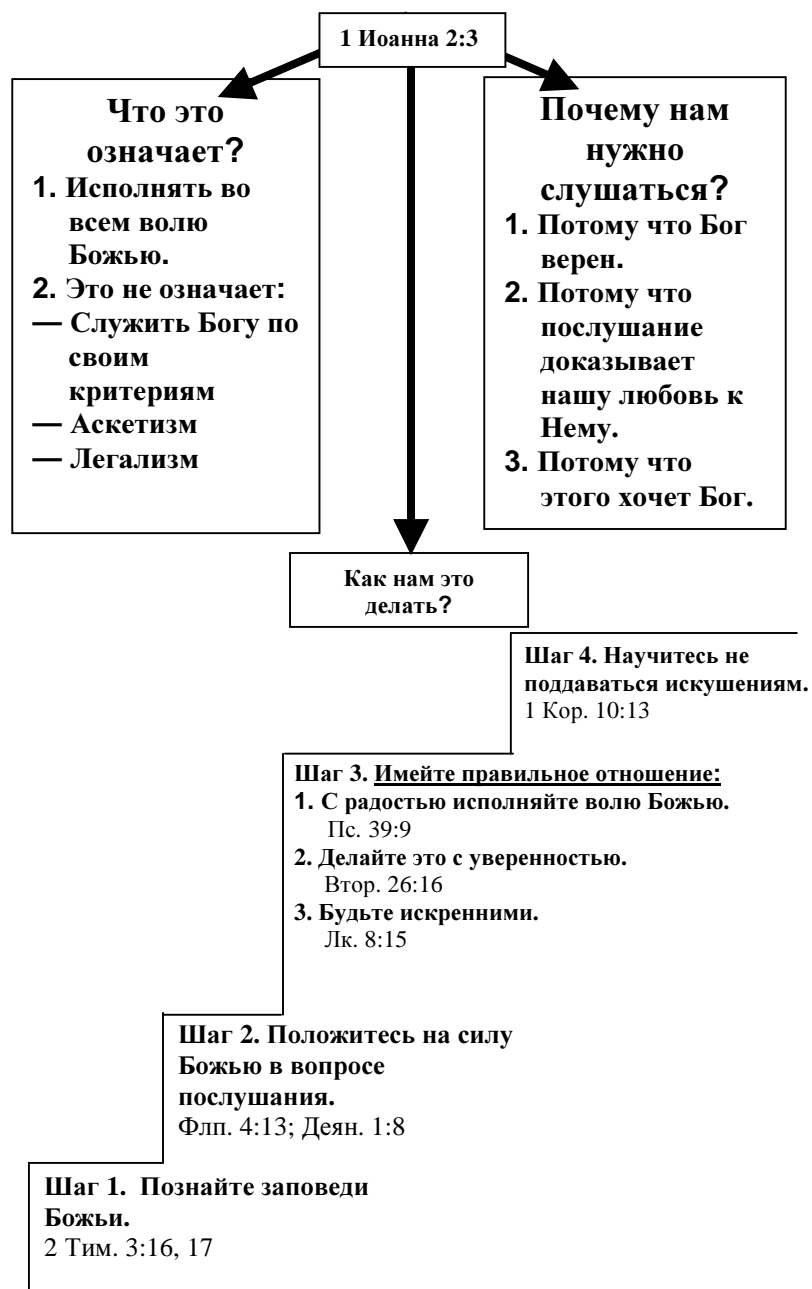 1 Иоанна 2:3
Что это
означает?
1. Исполнять во
всем волю
Божью.
2. Это не означает:
— Служить Богу по
своим
критериям
— Аскетизм
— Легализм
Почему нам
нужно
слушаться?
1. Потому что Бог
верен.
2. Потому что
послушание
доказывает
нашу любовь к
Нему.
3. Потому что
этого хочет Бог.
Как нам это
делать?
Шаг 4. Научитесь не
поддаваться искушениям.
1 Кор. 10:13
Шаг 3. Имейте правильное отношение:
1. С радостью исполняйте волю Божью.
Пс. 39:9
2. Делайте это с уверенностью.
Втор. 26:16
3. Будьте искренними.
Лк. 8:15
Шаг 2. Положитесь на силу
Божью в вопросе
послушания.
Флп. 4:13; Деян. 1:8
Шаг 1. Познайте заповеди
Божьи.
2 Тим. 3:16, 17